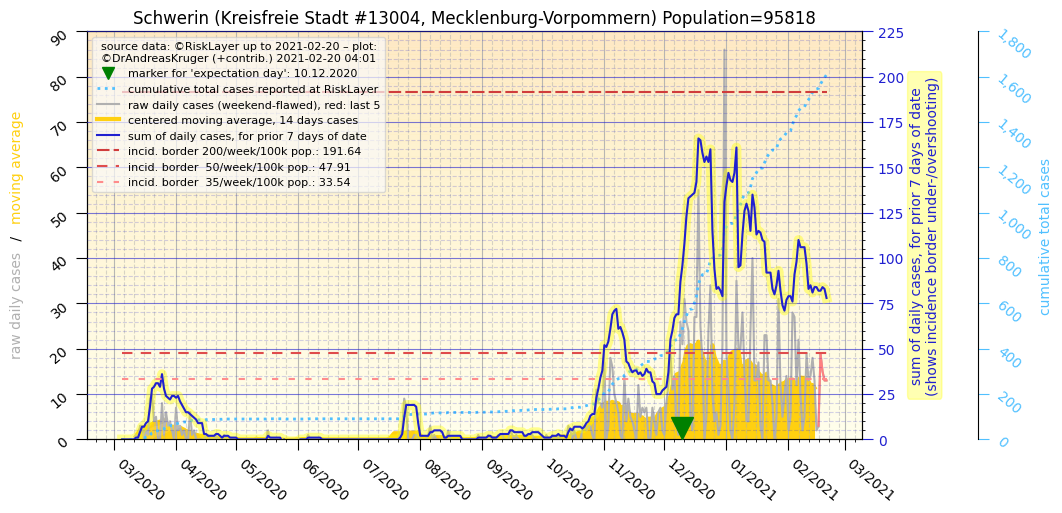 Schwerin (Kreisfreie Stadt #13004, Mecklenburg-Vorpommern) Population=95818
source data: ©RiskLayer up to 2021-02-20 – plot:
©DrAndreasKruger (+contrib.) 2021-02-20 04:01
marker for 'expectation day': 10.12.2020
cumulative total cases reported at RiskLayer
raw daily cases (weekend-flawed), red: last 5
centered moving average, 14 days cases
sum of daily cases, for prior 7 days of date
incid. border 200/week/100k pop.: 191.64
incid. border  50/week/100k pop.: 47.91
incid. border  35/week/100k pop.: 33.54
raw daily cases  /  moving average
90
80
70
60
50
40
30
20
10
0
03/2020
04/2020
05/2020
06/2020
07/2020
08/2020
09/2020
10/2020
11/2020
12/2020
01/2021
02/2021
03/2021
225
200
175
150
125
100
75
50
25
0
sum of daily cases, for prior 7 days of date
(shows incidence border under-/overshooting)
1,800
1,600
1,400
1,200
1,000
800
600
400
200
0
cumulative total cases